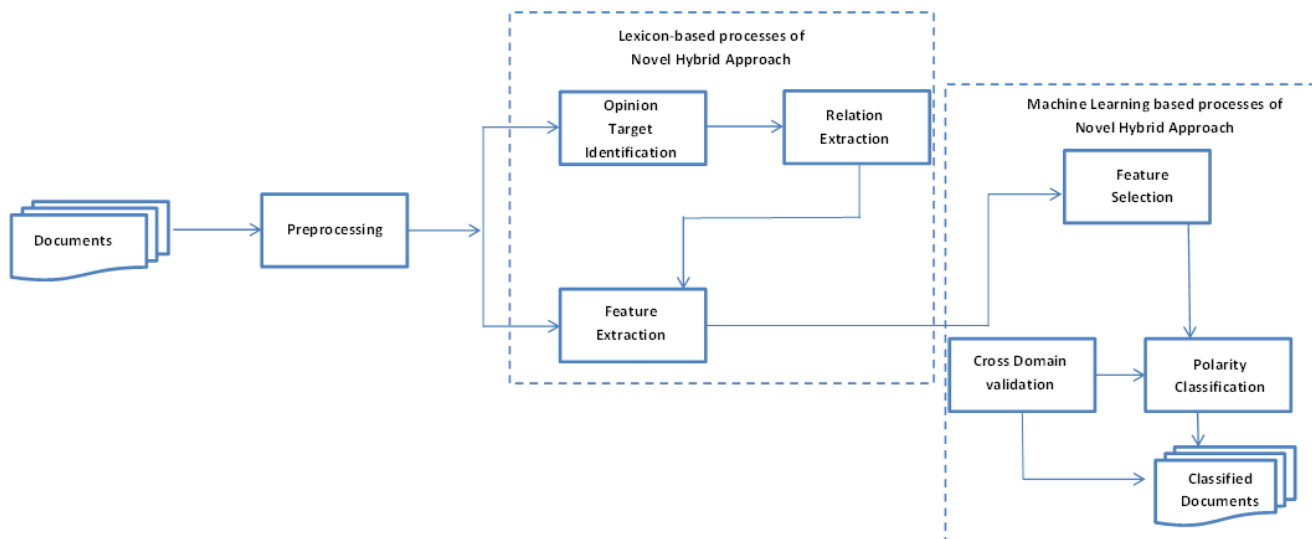 Lexicon-based processes of
Novel Hybrid Approach
Opinion
Target
Identification
Relation
Extraction
Machine Learning based processes of
Novel Hybrid Approach
Feature
Selection
Documents
Preprocessing
Feature
Extraction
Cross Domain
validation
Polarity
Classification
Classified
Documents